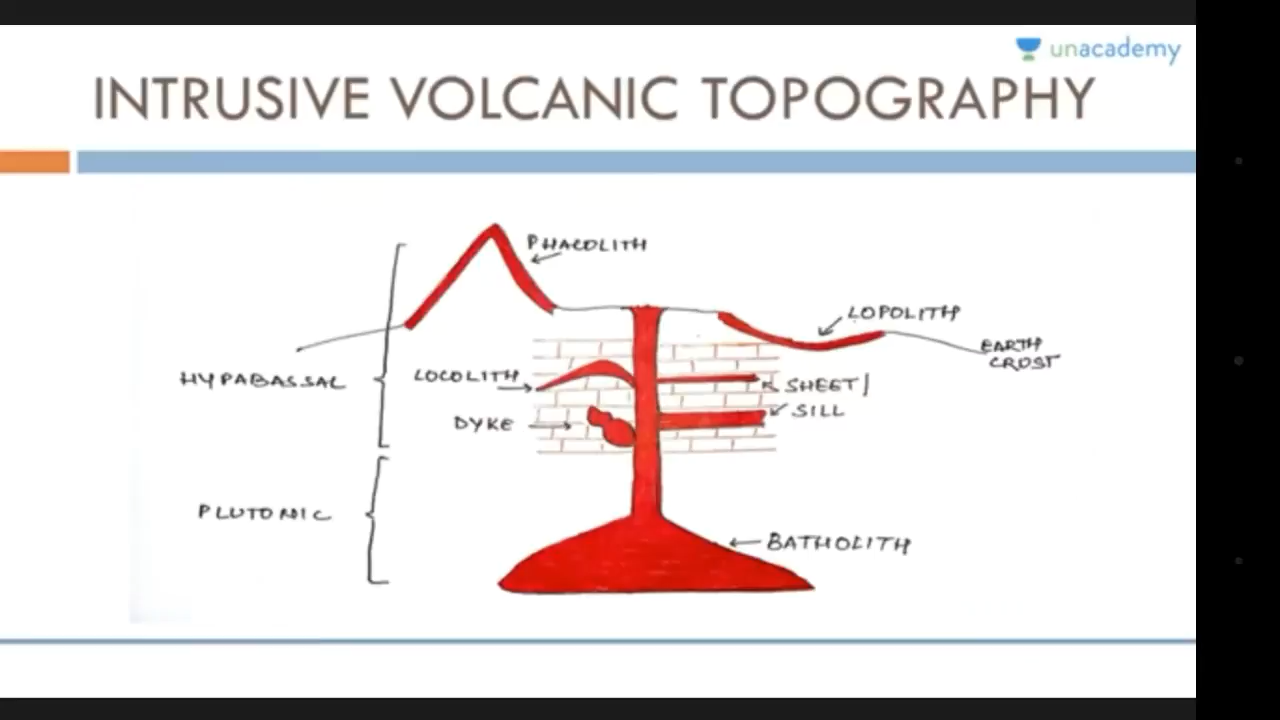 unacademy
INTRUSIVE VOLCANIC TOPOGRAPHY
PHACOLITH
LOPOLITH
EARTH
CRUST
HYPABASSAL
LOCOLITH
SHEET/
SILL
DYKE
PLUTONIC
BATHOLITH